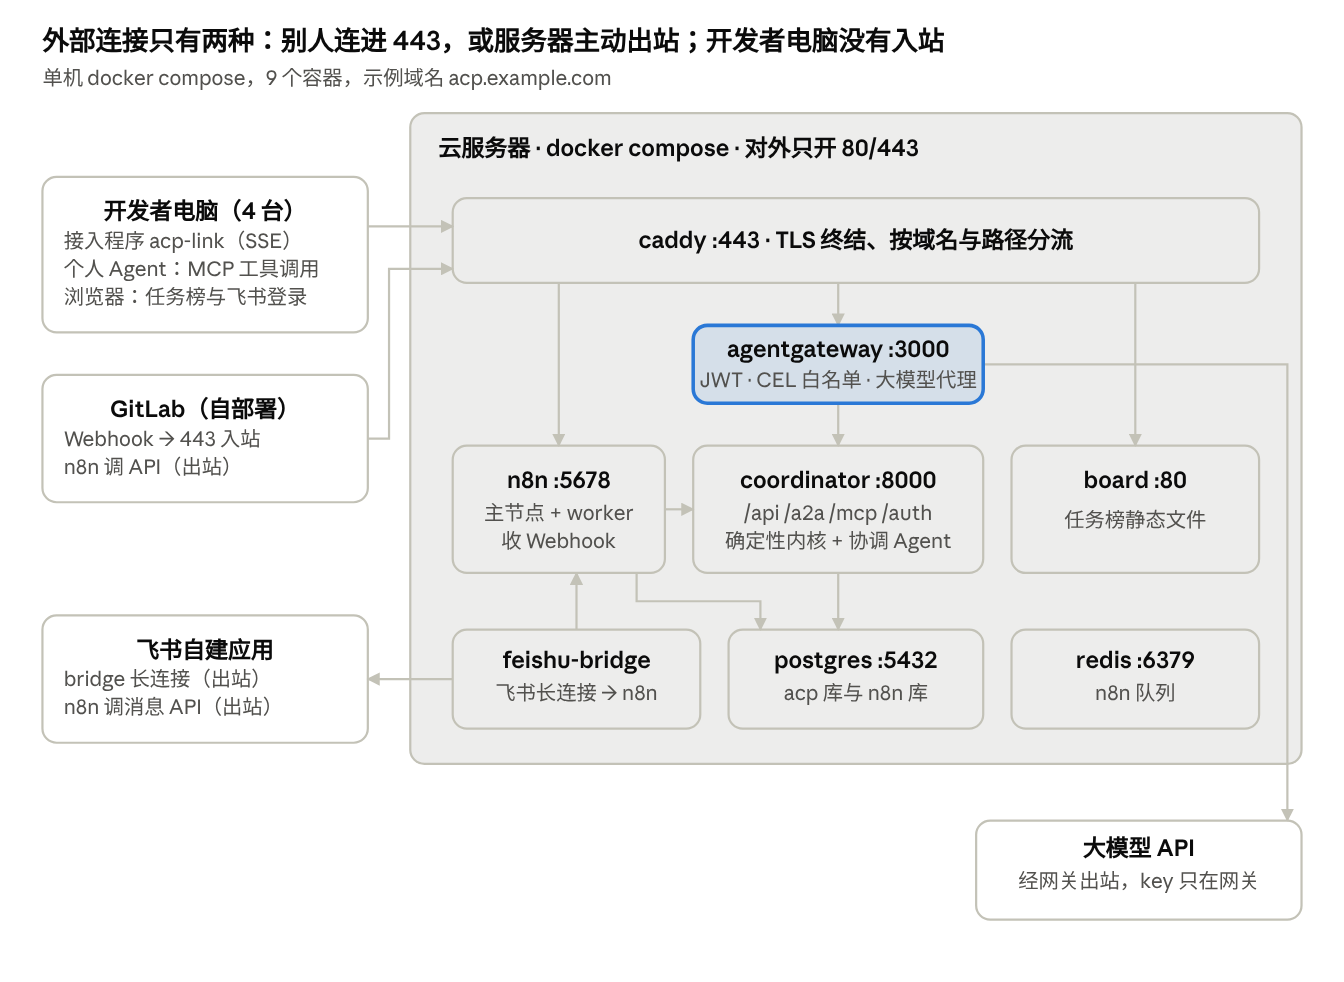 外部连接只有两种：别人连进 443，或服务器主动出站；开发者电脑没有入站
单机 docker compose，9 个容器，示例域名 acp.example.com
云服务器 · docker compose · 对外只开 80/443
开发者电脑（4 台）
接入程序 acp-link（SSE）
个人 Agent：MCP 工具调用
浏览器：任务榜与飞书登录
caddy :443 · TLS 终结、按域名与路径分流
agentgateway :3000
JWT · CEL 白名单 · 大模型代理
GitLab（自部署）
Webhook → 443 入站
n8n 调 API（出站）
n8n :5678
主节点 + worker
收 Webhook
coordinator :8000
/api /a2a /mcp /auth
确定性内核 + 协调 Agent
board :80
任务榜静态文件
飞书自建应用
bridge 长连接（出站）
n8n 调消息 API（出站）
feishu-bridge
飞书长连接 → n8n
postgres :5432
acp 库与 n8n 库
redis :6379
n8n 队列
大模型 API
经网关出站，key 只在网关